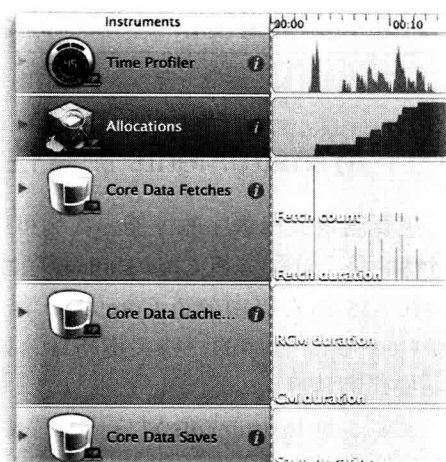 Instruments
00:00
00:10
Time Profiler
Allocations
Core Data Fetches
Fetch count
Fetch duration
Core Data Cache...
RCM duration
CM duration
Core Data Saves